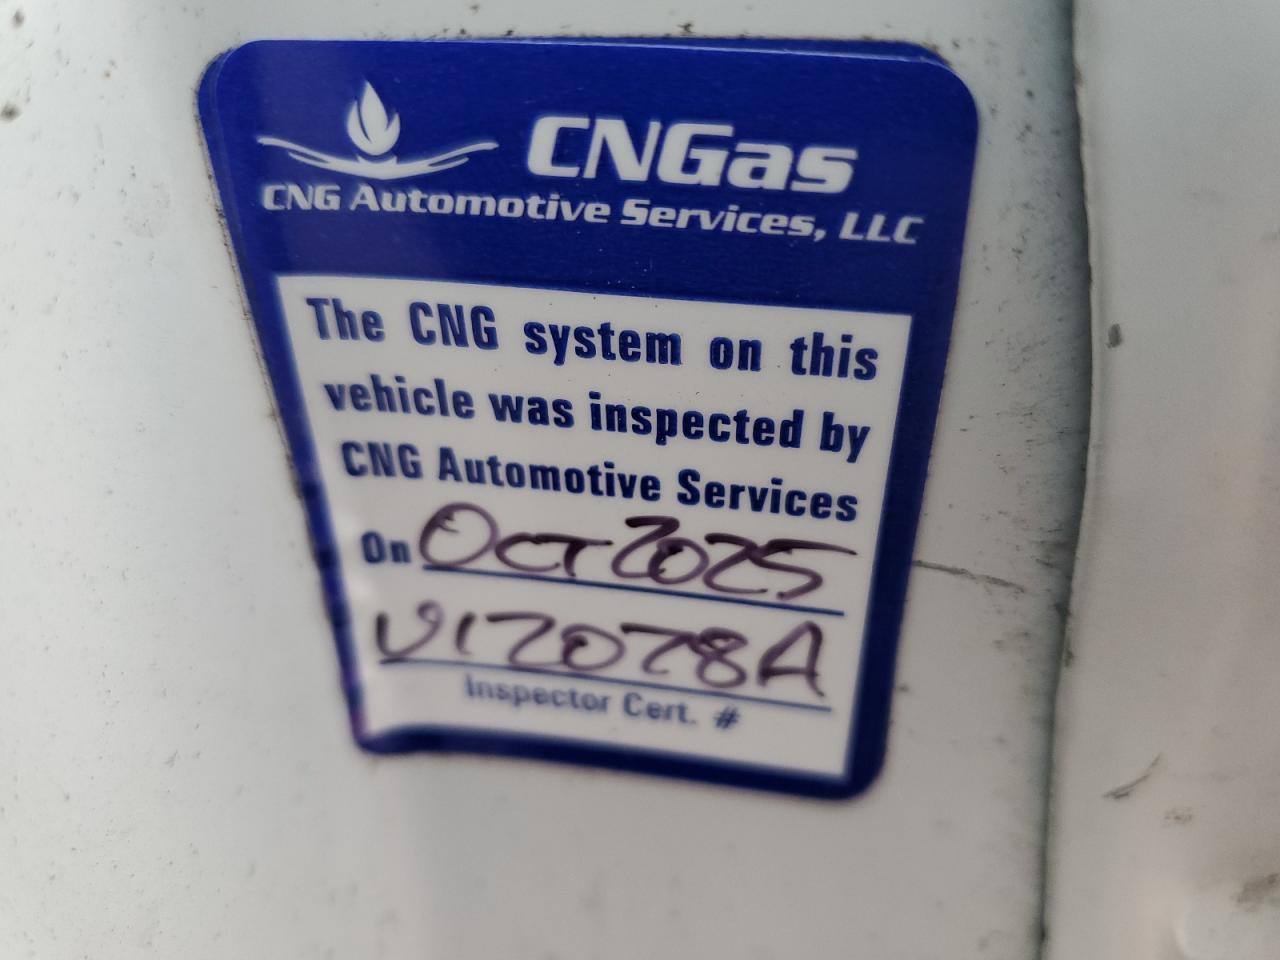 CNGas
CNG Automotive Services, LLC
The CNG system on this
vehicle was inspected by
CNG Automotive Services
On Oct 2025
V17078A
Inspector Cert. #